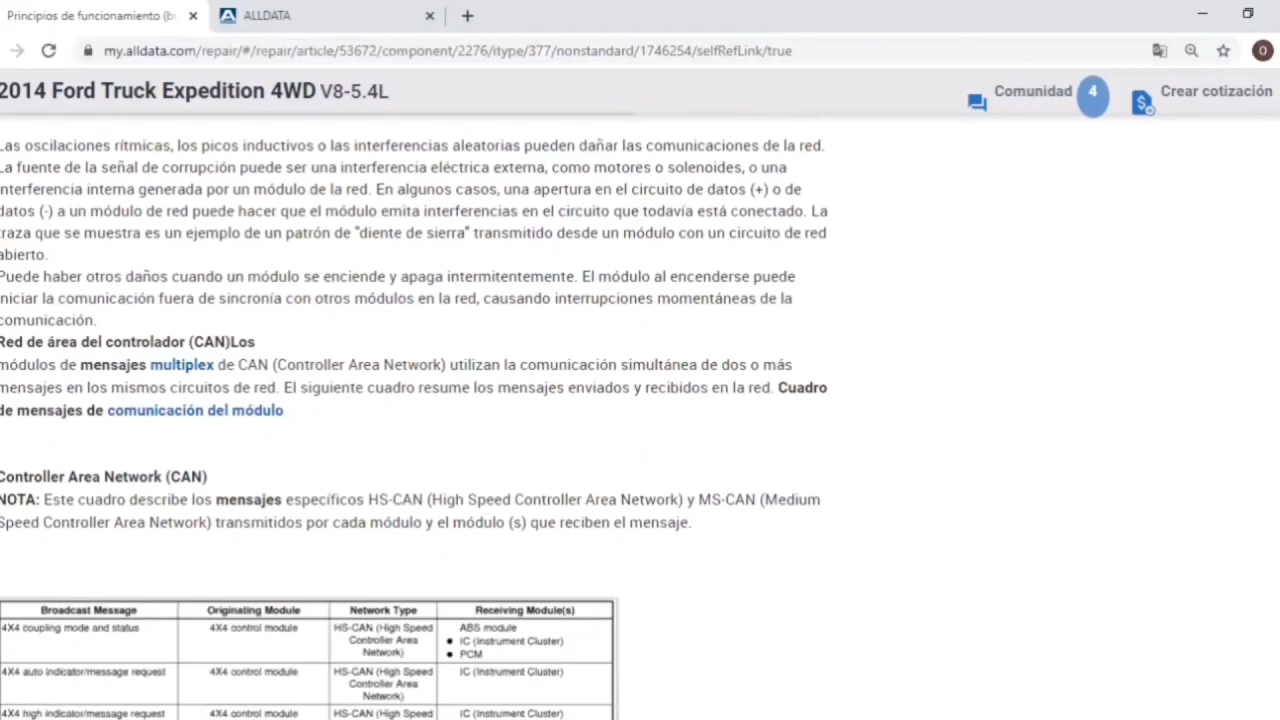 Principios de funcionamiento (b
ALLDATA
my.alldata.com/repair/#/repair/article/53672/component/2276/itype/377/nonstandard/1746254/selfRefLink/true
O
2014 Ford Truck Expedition 4WD V8-5.4L
Comunidad 4
Crear cotización
Las oscilaciones rítmicas, los picos inductivos o las interferencias aleatorias pueden dañar las comunicaciones de la red.
La fuente de la señal de corrupción puede ser una interferencia eléctrica externa, como motores o solenoides, o una
interferencia interna generada por un módulo de la red. En algunos casos, una apertura en el circuito de datos (+) o de
datos (-) a un módulo de red puede hacer que el módulo emita interferencias en el circuito que todavía está conectado. La
traza que se muestra es un ejemplo de un patrón de "diente de sierra" transmitido desde un módulo con un circuito de red
abierto.
Puede haber otros daños cuando un módulo se enciende y apaga intermitentemente. El módulo al encenderse puede
iniciar la comunicación fuera de sincronía con otros módulos en la red, causando interrupciones momentáneas de la
comunicación.
Red de área del controlador (CAN)Los
módulos de mensajes multiplex de CAN (Controller Area Network) utilizan la comunicación simultánea de dos o más
mensajes en los mismos circuitos de red. El siguiente cuadro resume los mensajes enviados y recibidos en la red. Cuadro
de mensajes de comunicación del módulo
Controller Area Network (CAN)
NOTA: Este cuadro describe los mensajes específicos HS-CAN (High Speed Controller Area Network) y MS-CAN (Medium
Speed Controller Area Network) transmitidos por cada módulo y el módulo (s) que reciben el mensaje.
Broadcast Message Originating Module Network Type Receiving Module(s)
4X4 coupling mode and status 4X4 control module HS-CAN (High Speed ABS module
Controller Area • IC (Instrument Cluster)
Network) • PCM
4X4 auto indicator/message request 4X4 control module HS-CAN (High Speed IC (Instrument Cluster)
Controller Area
Network)
4X4 high indicator/message request 4X4 control module HS-CAN (High Speed IC (Instrument Cluster)